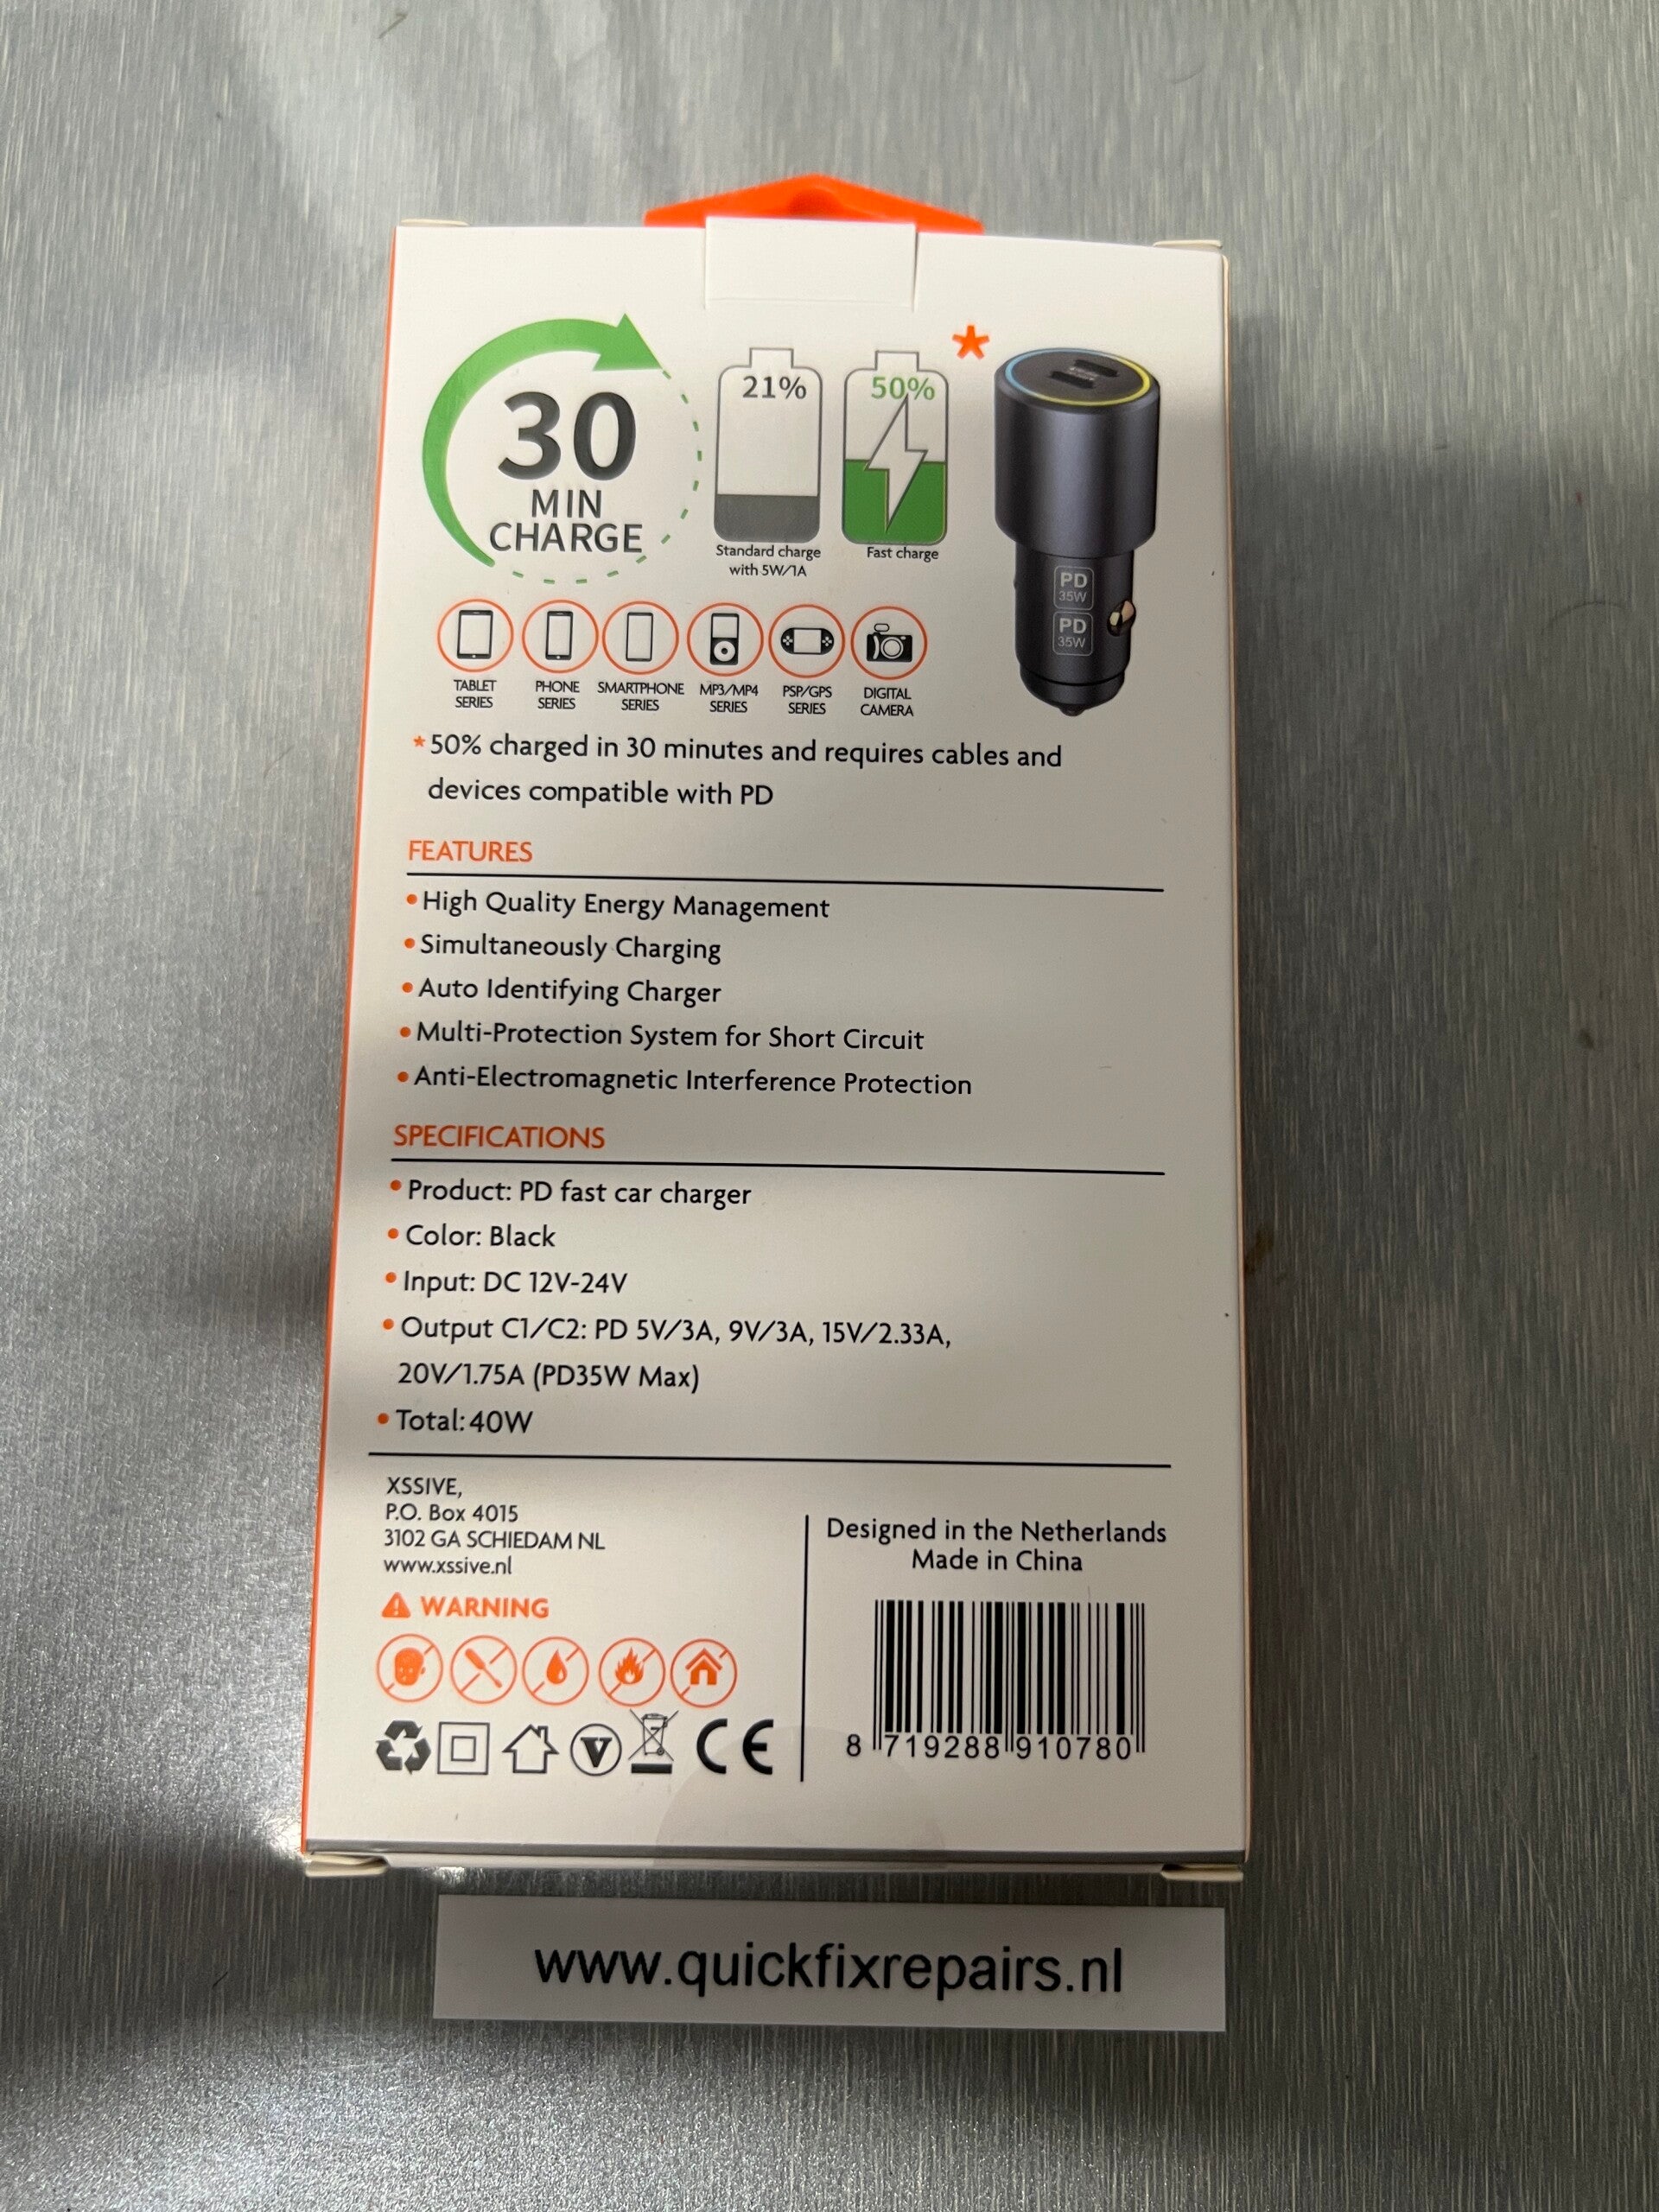 30
MIN
CHARGE
21%
50%
*
Standard charge
with 5W/1A
Fast charge
PD
35W
PD
35W
TABLET
SERIES
PHONE
SERIES
SMARTPHONE
SERIES
MP3/MP4
SERIES
PSP/GPS
SERIES
DIGITAL
CAMERA
*50% charged in 30 minutes and requires cables and
devices compatible with PD
FEATURES
•High Quality Energy Management
•Simultaneously Charging
•Auto Identifying Charger
•Multi-Protection System for Short Circuit
•Anti-Electromagnetic Interference Protection
SPECIFICATIONS
•Product: PD fast car charger
•Color: Black
•Input: DC 12V-24V
•Output C1/C2: PD 5V/3A, 9V/3A, 15V/2.33A,
20V/1.75A (PD35W Max)
•Total:40W
XSSIVE,
P.O. Box 4015
3102 GA SCHIEDAM NL
www.xssive.nl
WARNING
V
CE
Designed in the Netherlands
Made in China
8 719288 910780
www.quickfixrepairs.nl